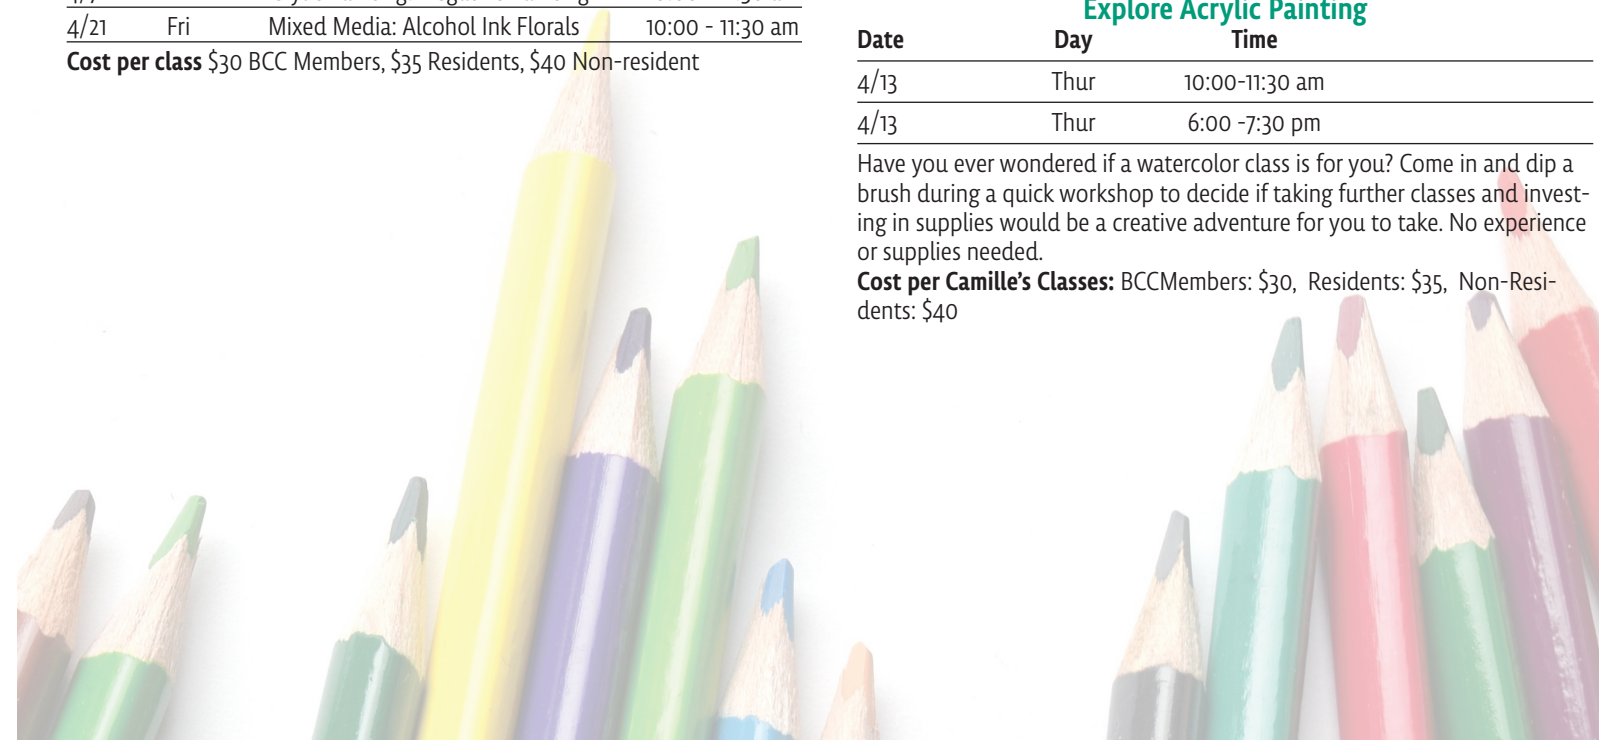 4/21 Fri Mixed Media: Alcohol Ink Florals 10:00 - 11:30 am
Cost per class $30 BCC Members, $35 Residents, $40 Non-resident
Explore Acrylic Painting
Date Day Time
4/13 Thur 10:00-11:30 am
4/13 Thur 6:00 -7:30 pm
Have you ever wondered if a watercolor class is for you? Come in and dip a
brush during a quick workshop to decide if taking further classes and invest-
ing in supplies would be a creative adventure for you to take. No experience
or supplies needed.
Cost per Camille's Classes: BCCMembers: $30, Residents: $35, Non-Resi-
dents: $40